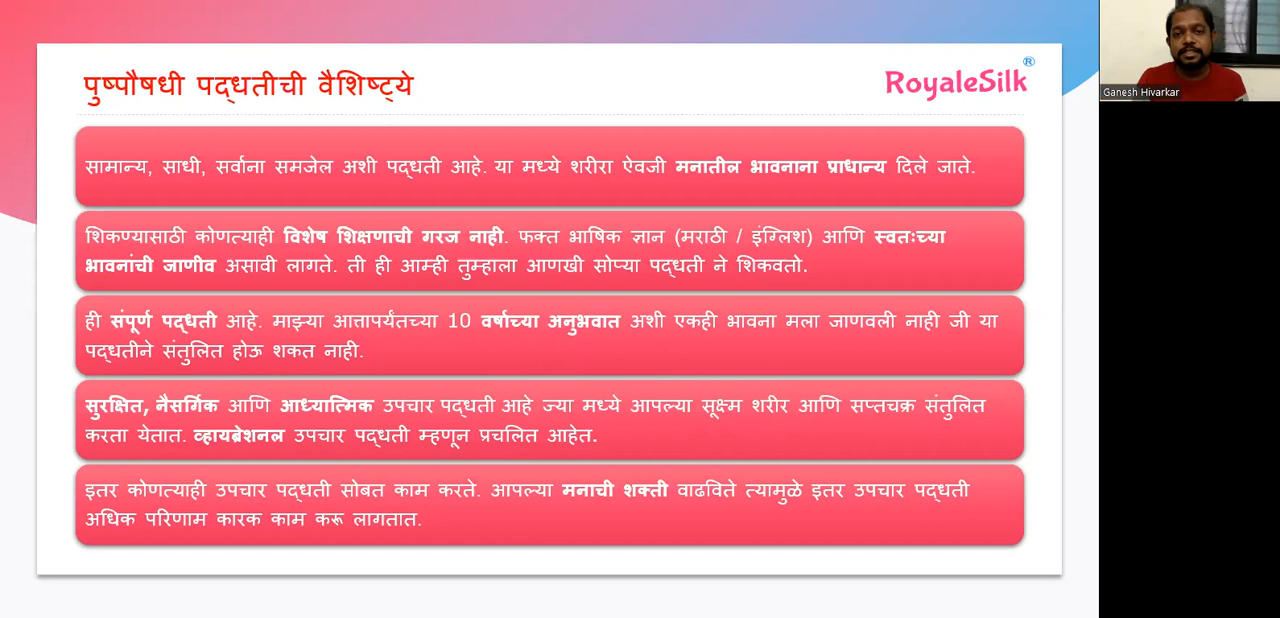 पुष्पौषधी पद्धतीची वैशिष्ट्ये
RoyaleSilk®
Ganesh Hivarkar
सामान्य, साधी, सर्वाना समजेल अशी पद्धती आहे. या मध्ये शरीरा ऐवजी मनातील भावनाना प्राधान्य दिले जाते.
शिकण्यासाठी कोणत्याही विशेष शिक्षणाची गरज नाही. फक्त भाषिक ज्ञान (मराठी / इंग्लिश) आणि स्वतःच्या
भावनांची जाणीव असावी लागते. ती ही आम्ही तुम्हाला आणखी सोप्या पद्धती ने शिकवतो.
ही संपूर्ण पद्धती आहे. माझ्या आत्तापर्यंतच्या 10 वर्षाच्या अनुभवात अशी एकही भावना मला जाणवली नाही जी या
पद्धतीने संतुलित होऊ शकत नाही.
सुरक्षित, नैसर्गिक आणि आध्यात्मिक उपचार पद्धती आहे ज्या मध्ये आपल्या सूक्ष्म शरीर आणि सप्तचक्र संतुलित
करता येतात. व्हायब्रेशनल उपचार पद्धती म्हणून प्रचलित आहेत.
इतर कोणत्याही उपचार पद्धती सोबत काम करते. आपल्या मनाची शक्ती वाढविते त्यामुळे इतर उपचार पद्धती
अधिक परिणाम कारक काम करू लागतात.